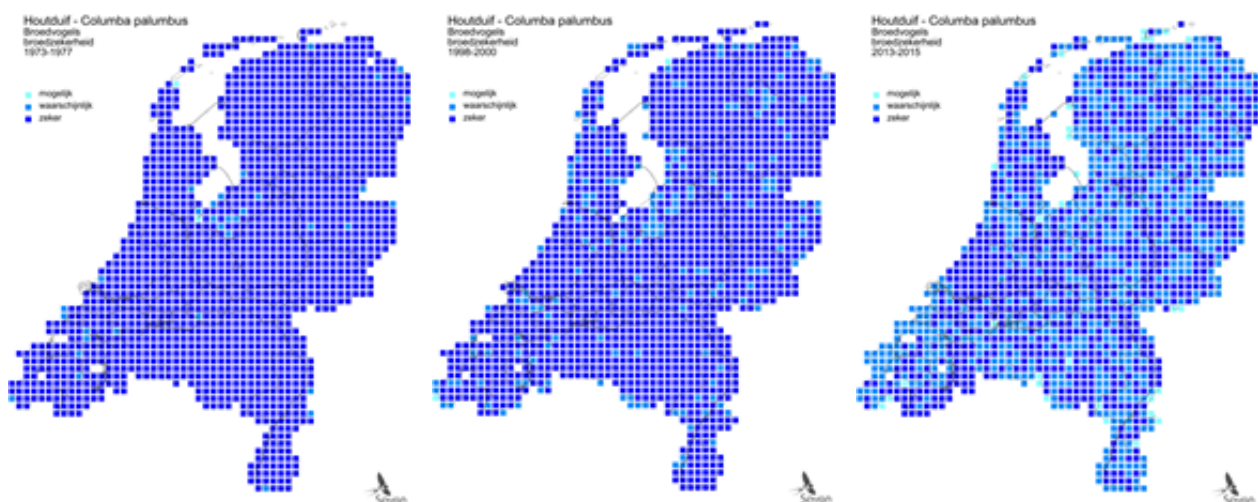 Houtduif - Columba palumbus
Broedvogels
broedzekerheid
1973-1977
mogelijk
waarschijnlijk
zeker
Sovon
Houtduif - Columba palumbus
Broedvogels
broedzekerheid
1998-2000
mogelijk
waarschijnlijk
zeker
Sovon
Houtduif - Columba palumbus
Broedvogels
broedzekerheid
2013-2015
mogelijk
waarschijnlijk
zeker
Sovon